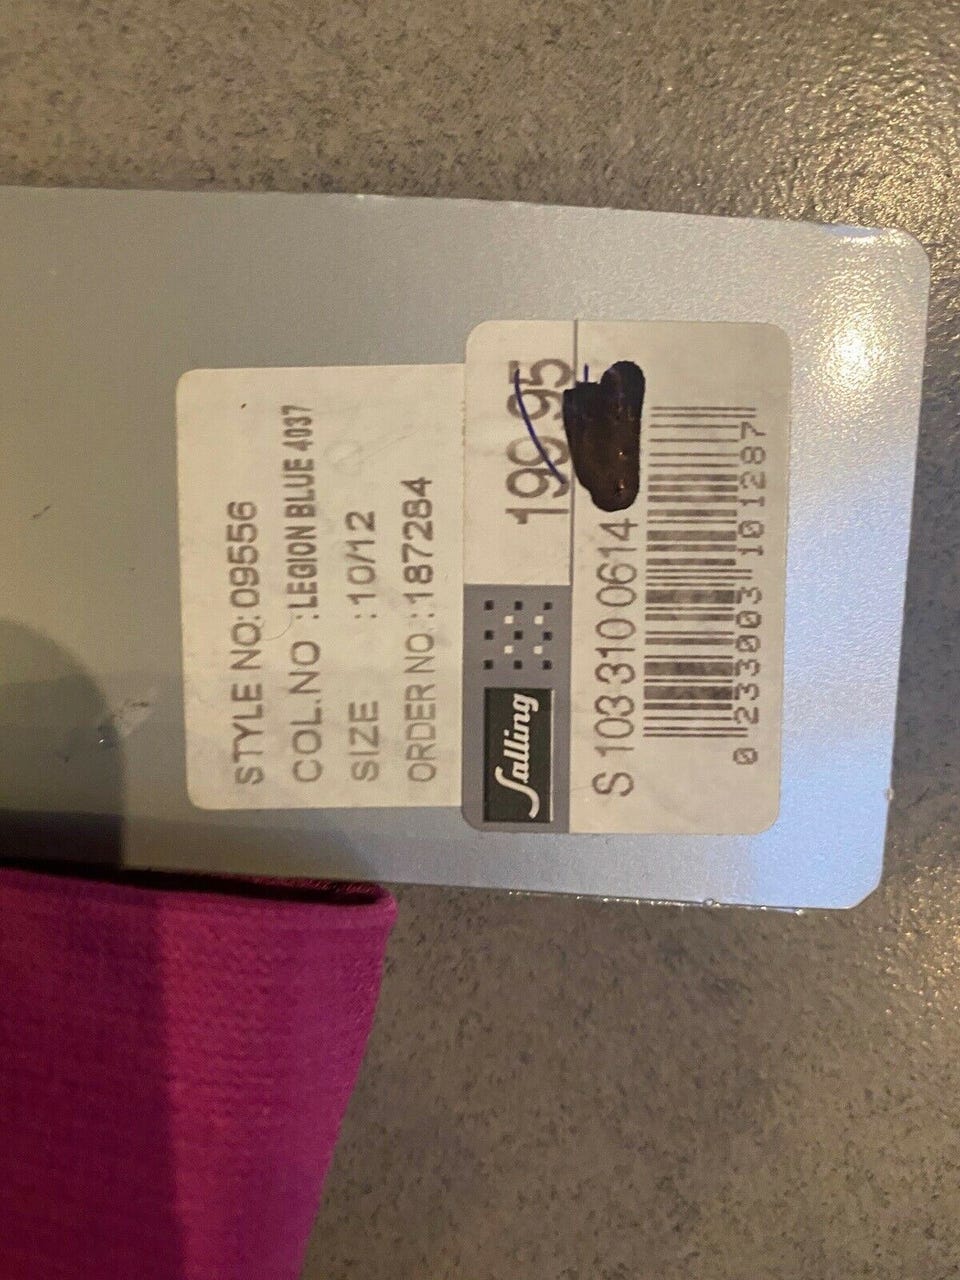 STYLE NO: 09556
COL.NO : LEGION BLUE 4037
SIZE : 10/12
ORDER NO. : 187284
Salling
199.95
S 103 310 0614
0 233003 101287